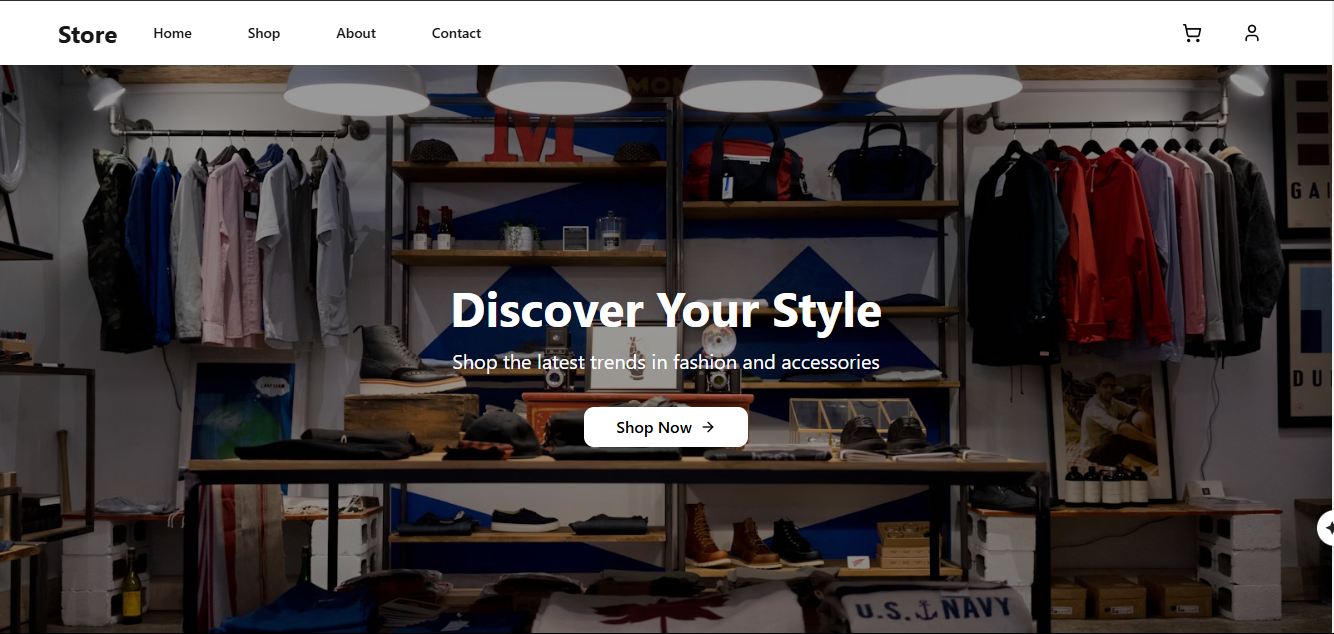 Store
Home
Shop
About
Contact
MON
M
GA
Discover Your Style
Shop the latest trends in fashion and accessories
DU
Shop Now
U.S. NAVY